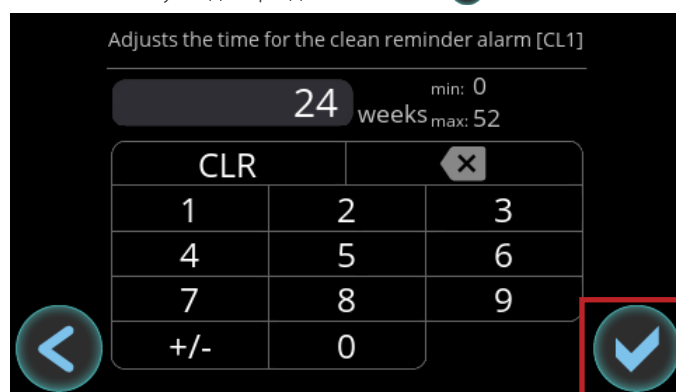 Adjusts the time for the clean reminder alarm [CL1]
24 weeks min: 0
max: 52
CLR
1 2 3
4 5 6
7 8 9
+/- 0